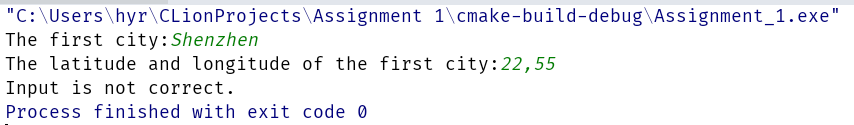 "C:\Users\hyr\CLionProjects\Assignment 1\cmake-build-debug\Assignment_1.exe"
The first city:Shenzhen
The latitude and longitude of the first city:22,55
Input is not correct.
Process finished with exit code 0